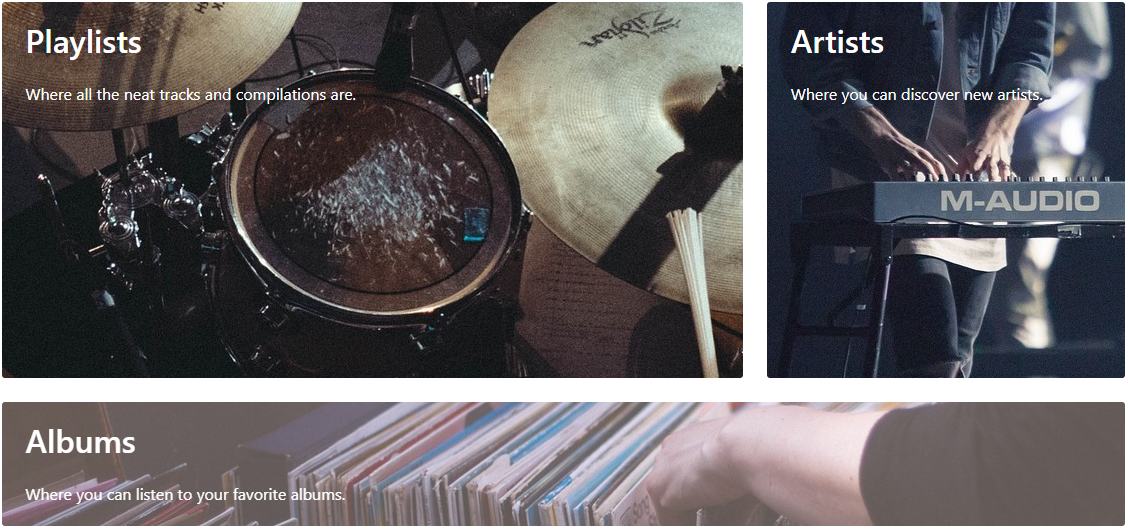 Playlists
Where all the neat tracks and compilations are.
Zildjian
Artists
Where you can discover new artists.
M-AUDIO
Albums
Where you can listen to your favorite albums.